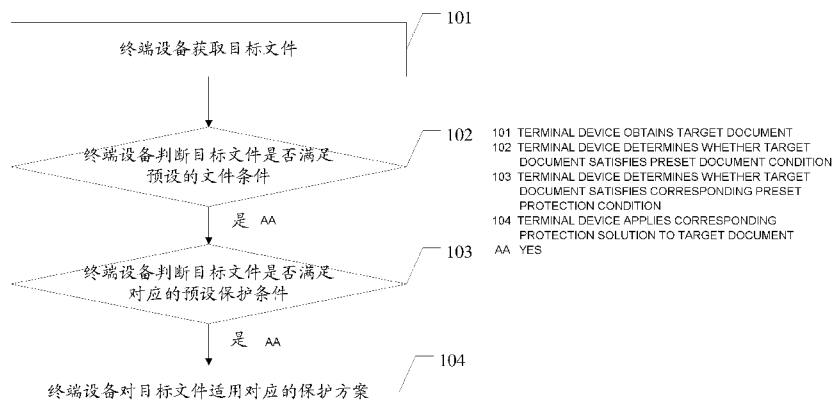 101
终端设备获取目标文件
102
终端设备判断目标文件是否满足
预设的文件条件
是 AA
103
终端设备判断目标文件是否满足
对应的预设保护条件
是 AA
104
终端设备对目标文件适用对应的保护方案
101 TERMINAL DEVICE OBTAINS TARGET DOCUMENT
102 TERMINAL DEVICE DETERMINES WHETHER TARGET
DOCUMENT SATISFIES PRESET DOCUMENT CONDITION
103 TERMINAL DEVICE DETERMINES WHETHER TARGET
DOCUMENT SATISFIES CORRESPONDING PRESET
PROTECTION CONDITION
104 TERMINAL DEVICE APPLIES CORRESPONDING
PROTECTION SOLUTION TO TARGET DOCUMENT
AA YES